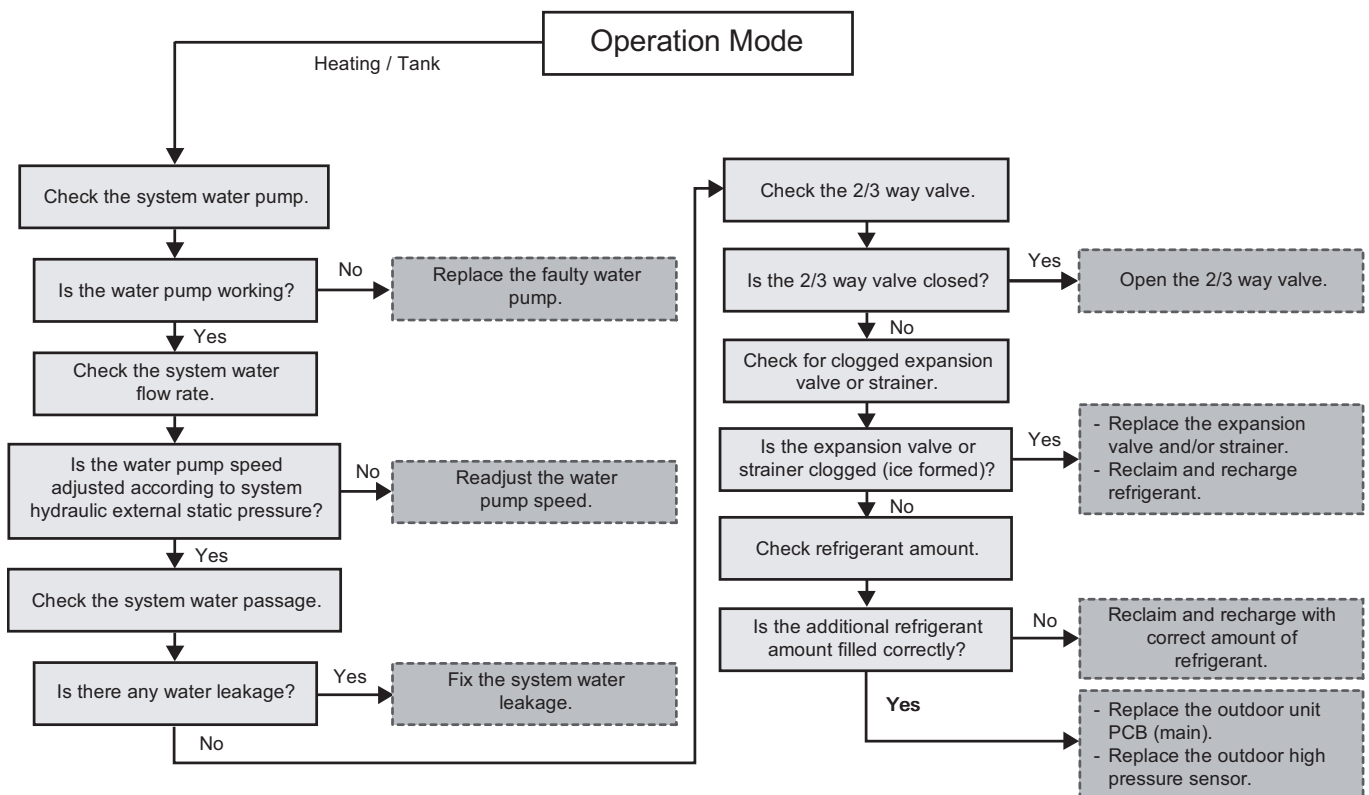 Operation Mode
Heating / Tank
Check the system water pump.
Is the water pump working?
No
Replace the faulty water
pump.
Yes
Check the system water
flow rate.
Is the water pump speed
adjusted according to system
hydraulic external static pressure?
No
Readjust the water
pump speed.
Yes
Check the system water passage.
Is there any water leakage?
Yes
Fix the system water
leakage.
No
Check the 2/3 way valve.
Is the 2/3 way valve closed?
Yes
Open the 2/3 way valve.
No
Check for clogged expansion
valve or strainer.
Is the expansion valve or
strainer clogged (ice formed)?
Yes
- Replace the expansion
valve and/or strainer.
- Reclaim and recharge
refrigerant.
No
Check refrigerant amount.
Is the additional refrigerant
amount filled correctly?
No
Reclaim and recharge with
correct amount of
refrigerant.
Yes
- Replace the outdoor unit
PCB (main).
- Replace the outdoor high
pressure sensor.